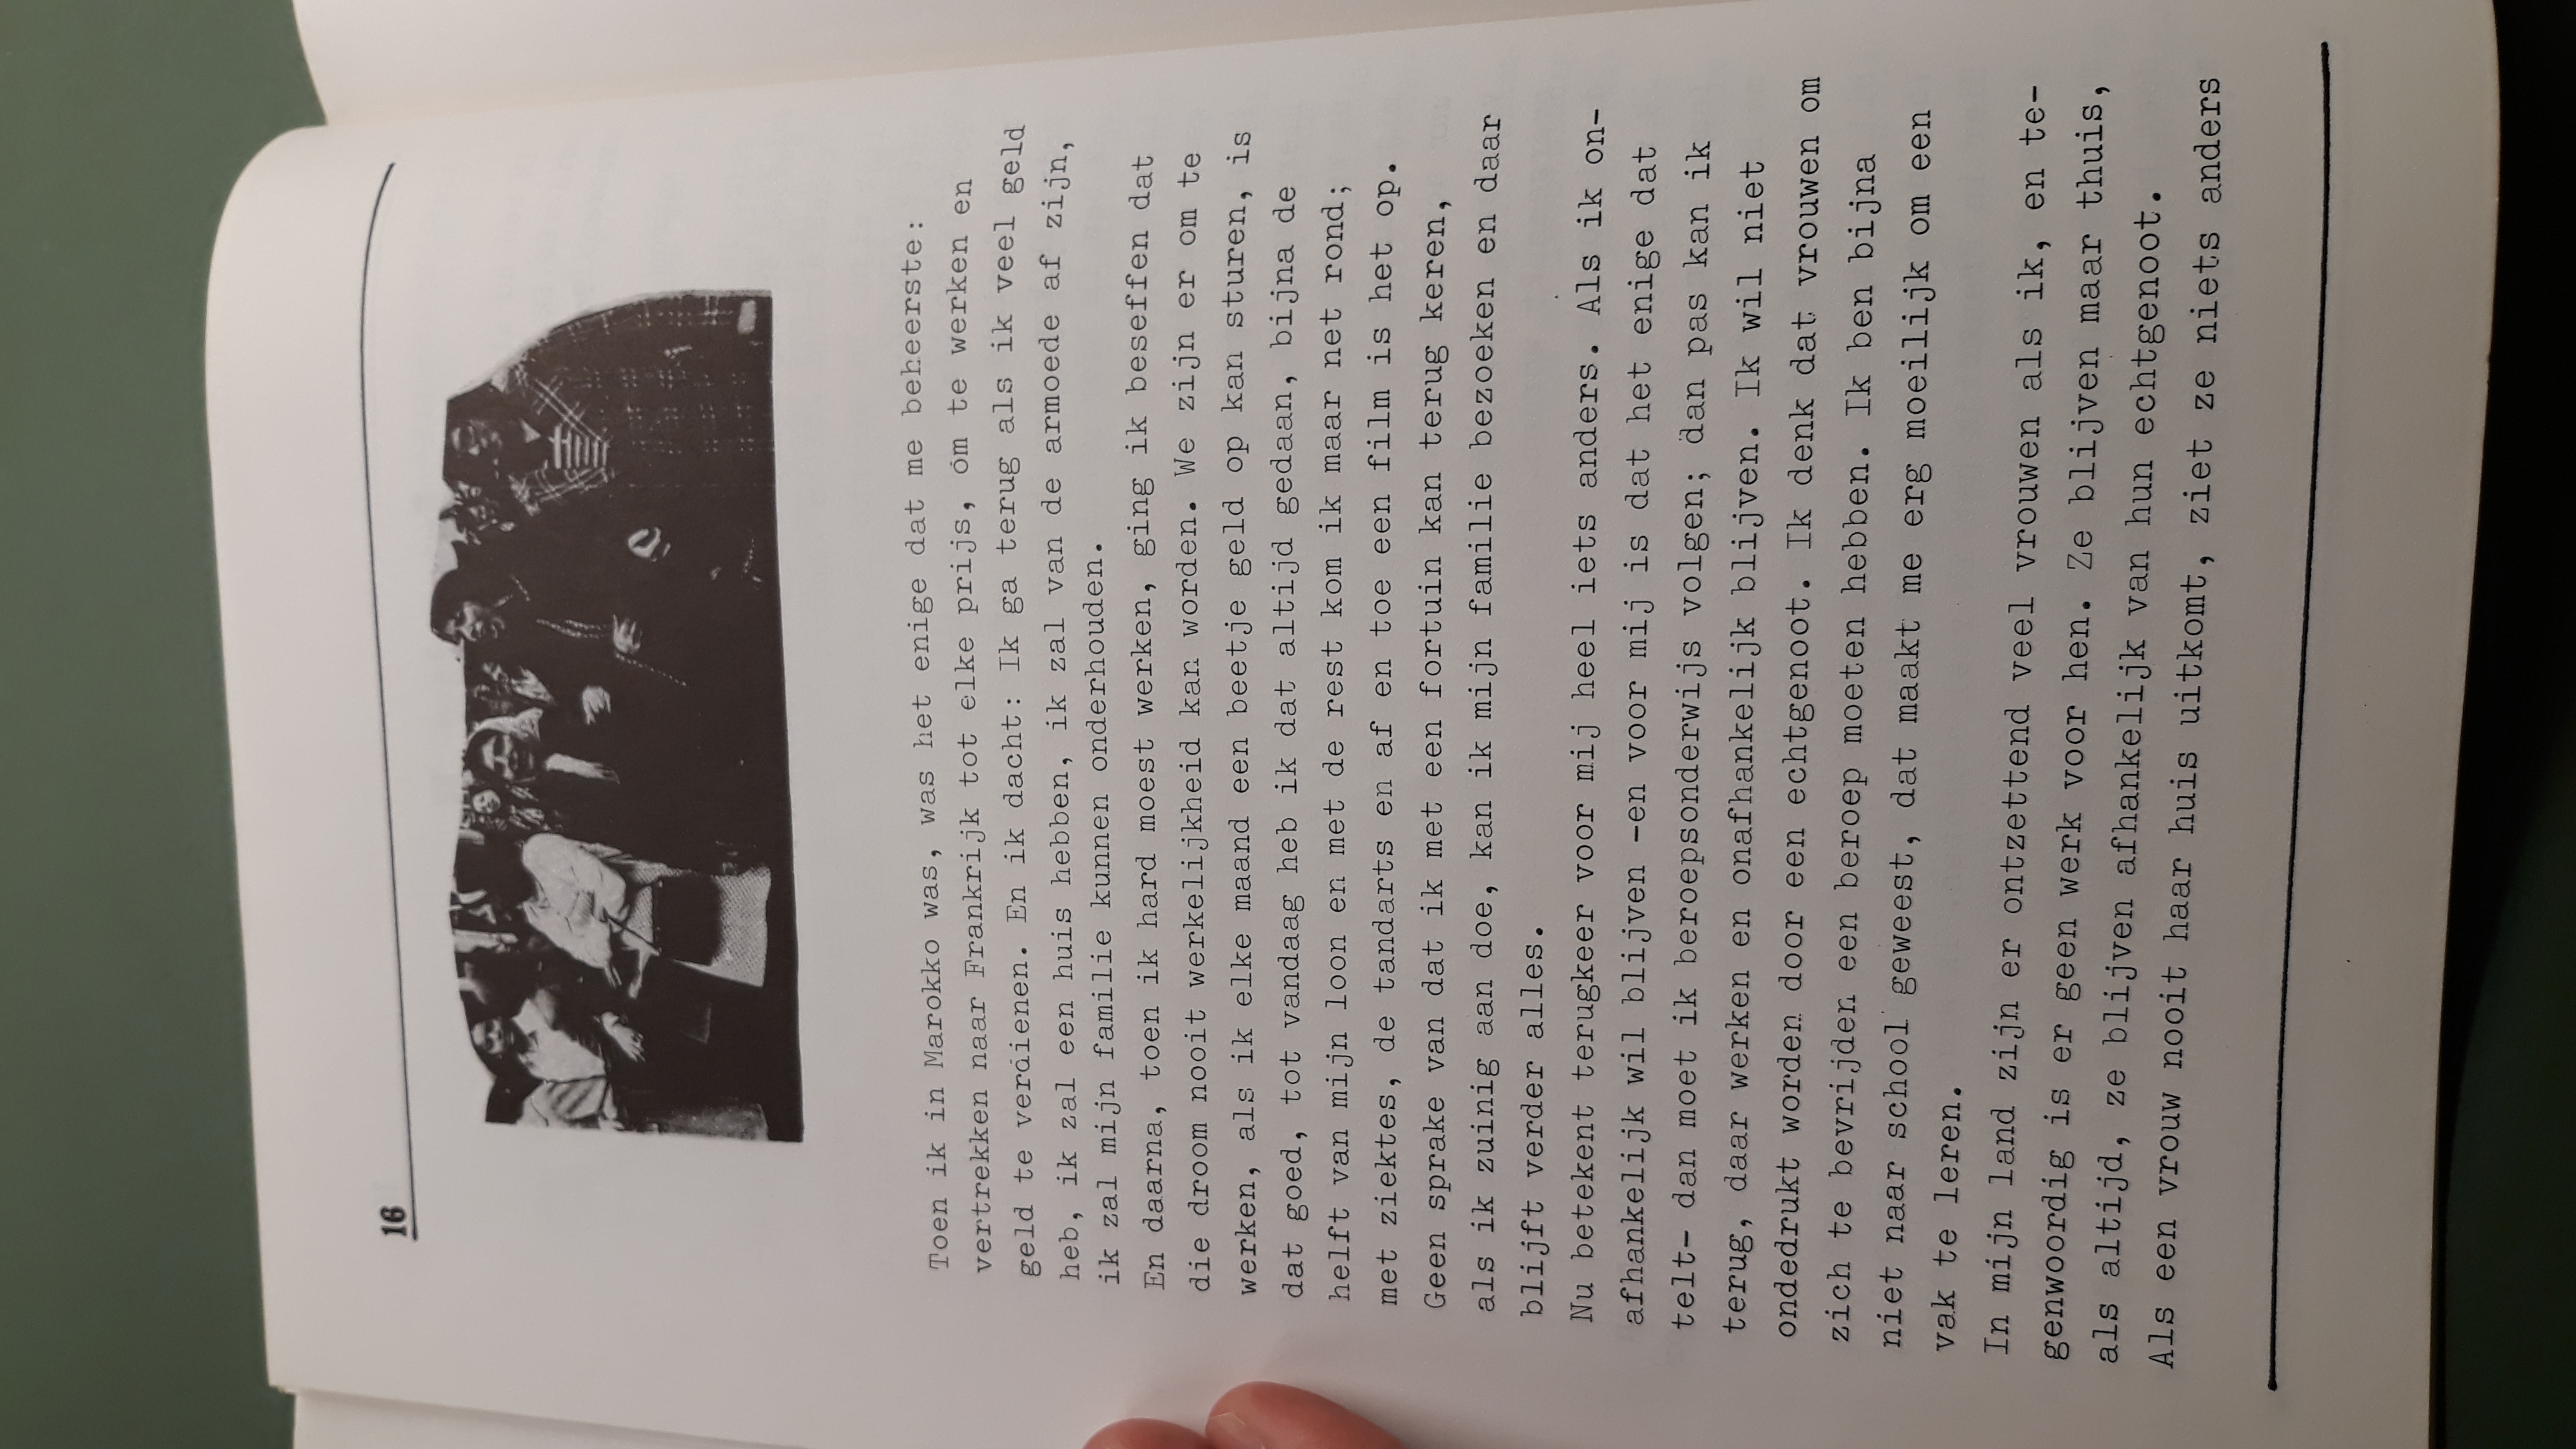 16
Toen ik in Marokko was, was het enige dat me beheerste:
vertrekken naar Frankrijk tot elke prijs, om te werken en
geld te verdienen. En ik dacht: Ik ga terug als ik veel geld
heb, ik zal een huis hebben, ik zal van de armoede af zijn,
ik zal mijn familie kunnen onderhouden.
En daarna, toen ik hard moest werken, ging ik beseffen dat
die droom nooit werkelijkheid kan worden. We zijn er om te
werken, als ik elke maand een beetje geld op kan sturen, is
dat goed, tot vandaag heb ik dat altijd gedaan, bijna de
helft van mijn loon en met de rest kom ik maar net rond;
met ziektes, de tandarts en af en toe een film is het op.
Geen sprake van dat ik met een fortuin kan terug keren,
als ik zuinig aan doe, kan ik mijn familie bezoeken en daar
blijft verder alles.
Nu betekent terugkeer voor mij heel iets anders. Als ik on-
afhankelijk wil blijven -en voor mij is dat het enige dat
telt- dan moet ik beroepsonderwijs volgen; dan pas kan ik
terug, daar werken en onafhankelijk blijven. Ik wil niet
ondedrukt worden door een echtgenoot. Ik denk dat vrouwen om
zich te bevrijden een beroep moeten hebben. Ik ben bijna
niet naar school geweest, dat maakt me erg moeilijk om een
vak te leren.
In mijn land zijn er ontzettend veel vrouwen als ik, en te-
genwoordig is er geen werk voor hen. Ze blijven maar thuis,
als altijd, ze blijven afhankelijk van hun echtgenoot.
Als een vrouw nooit haar huis uitkomt, ziet ze niets anders